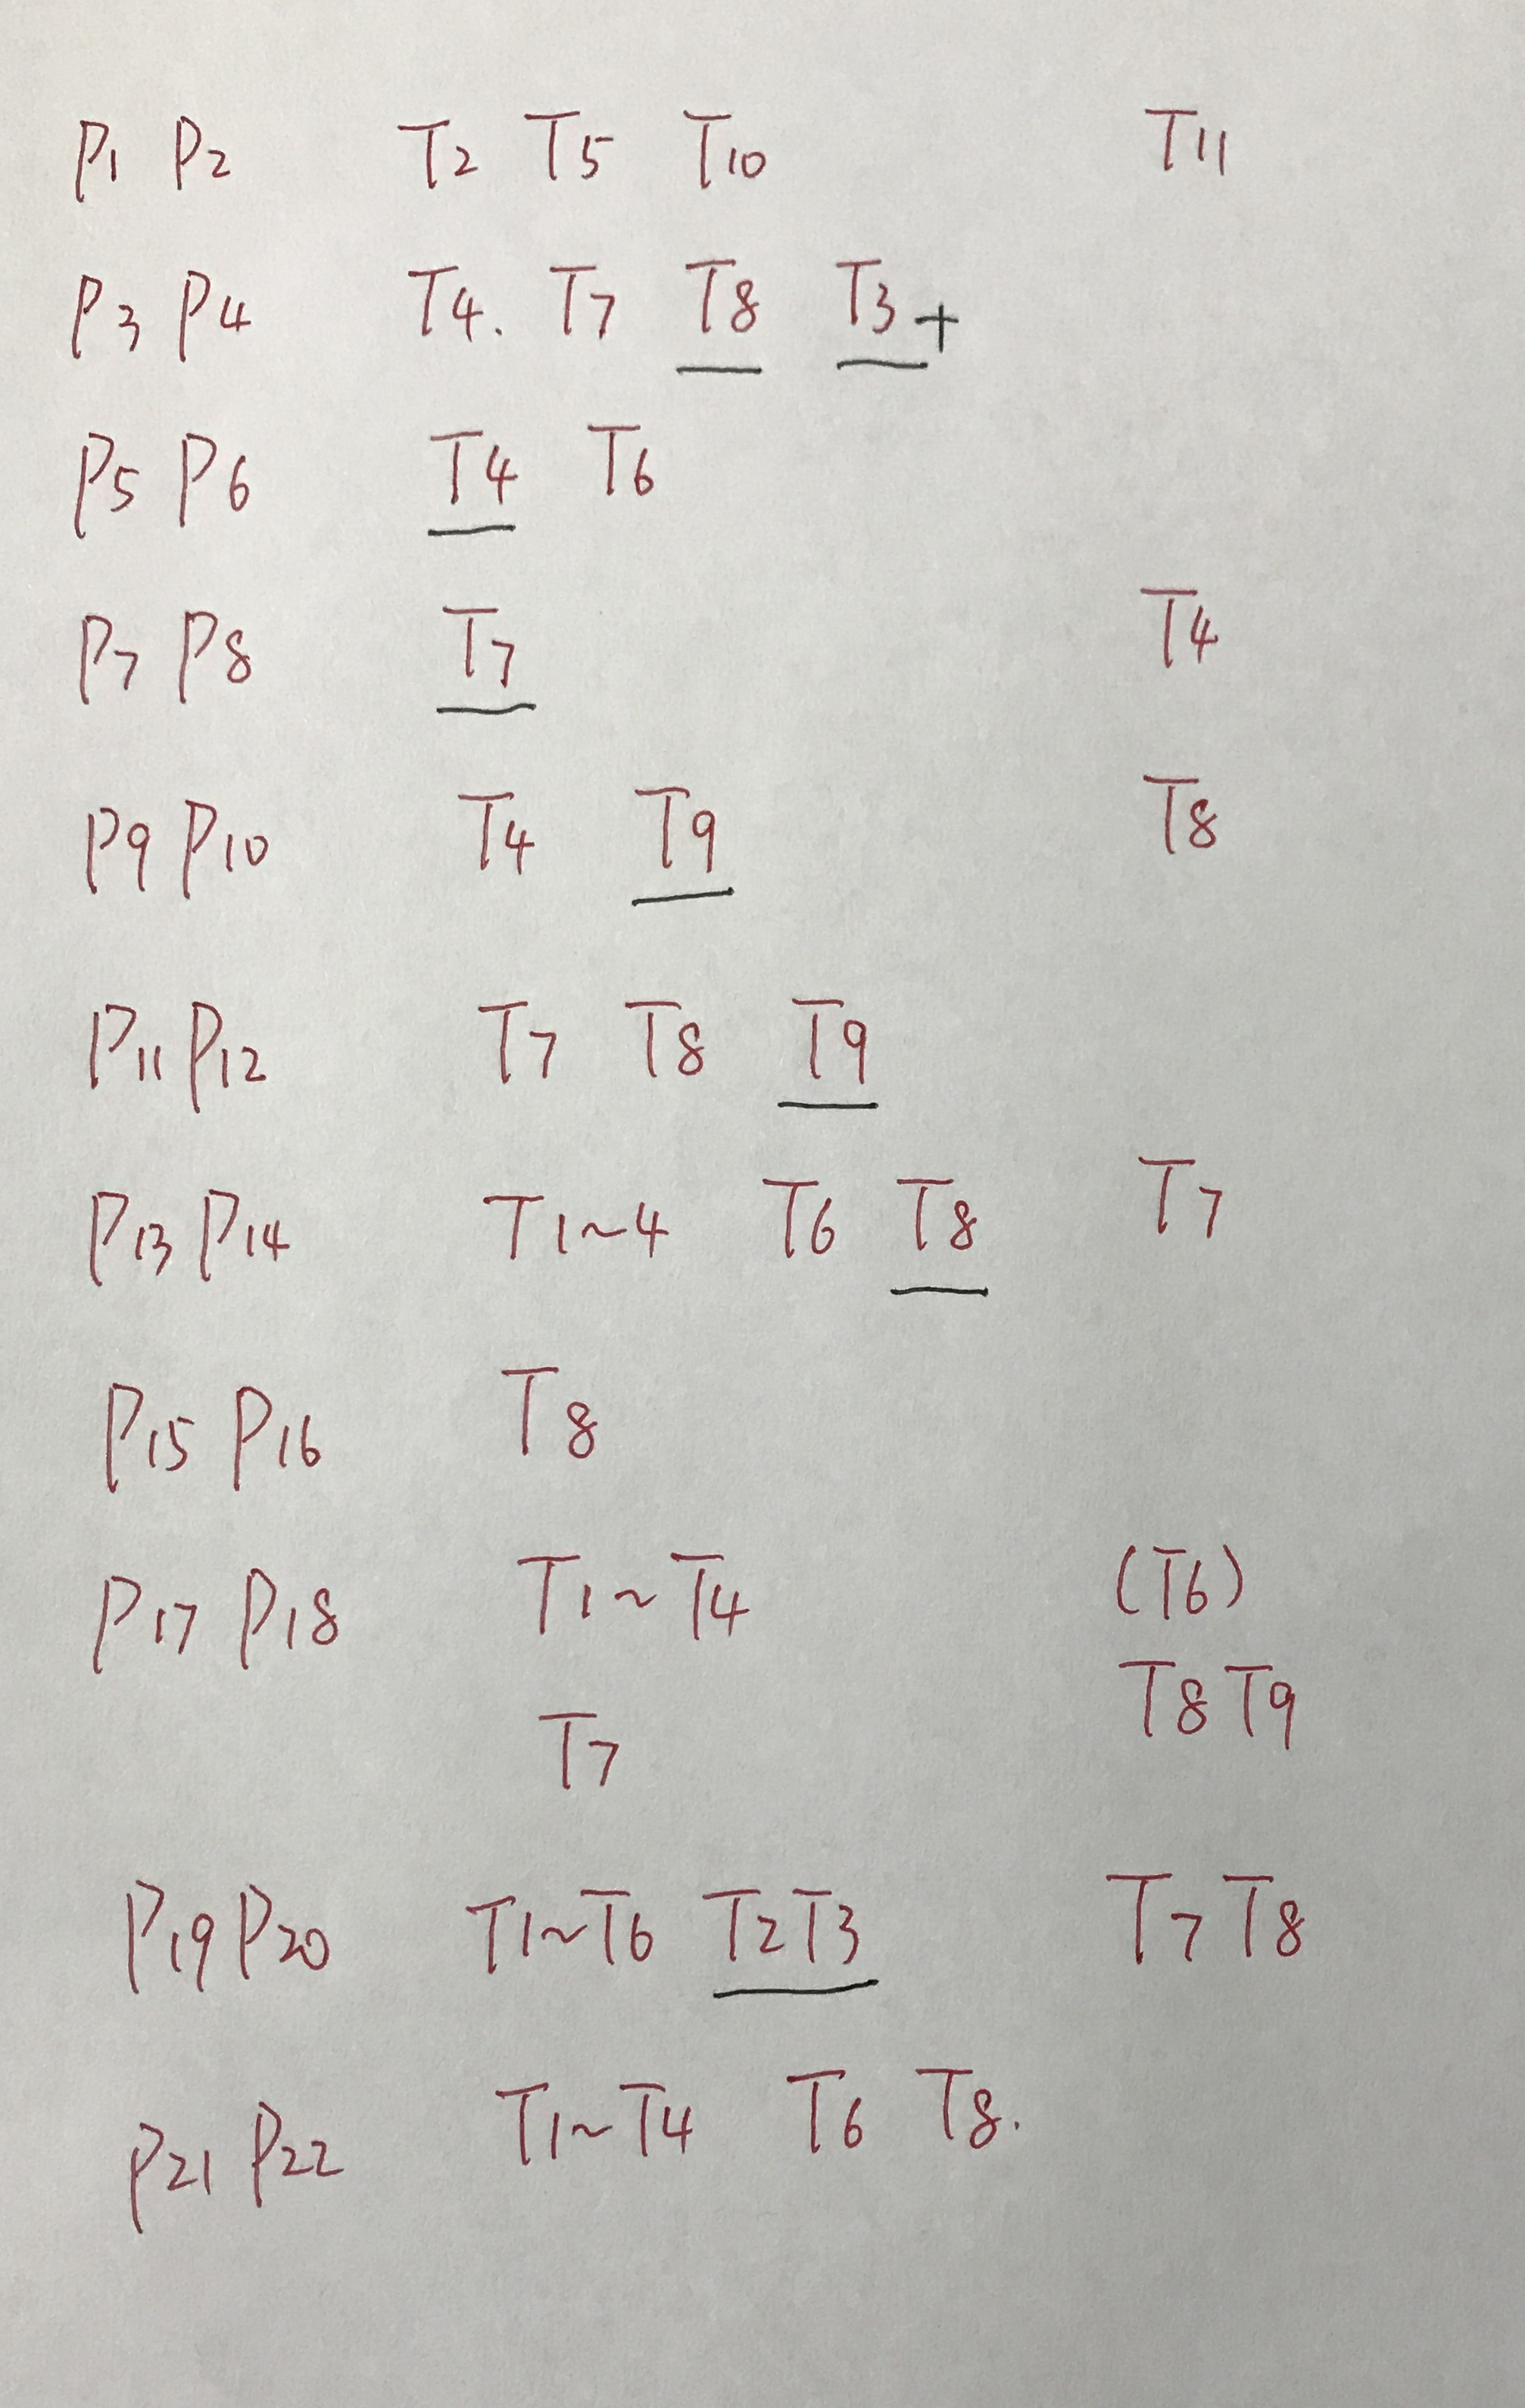 P1 P2 T2 T5 T10 T11
P3 P4 T4. T7 T8 T3+
P5 P6 T4 T6
P7 P8 T7 T4
P9 P10 T4 T9 T8
P11 P12 T7 T8 T9
P13 P14 T1~4 T6 T8 T7
P15 P16 T8
P17 P18 T1~T4 (T6)
T7 T8 T9
P19 P20 T1~T6 T2 T3 T7 T8
P21 P22 T1~T4 T6 T8.